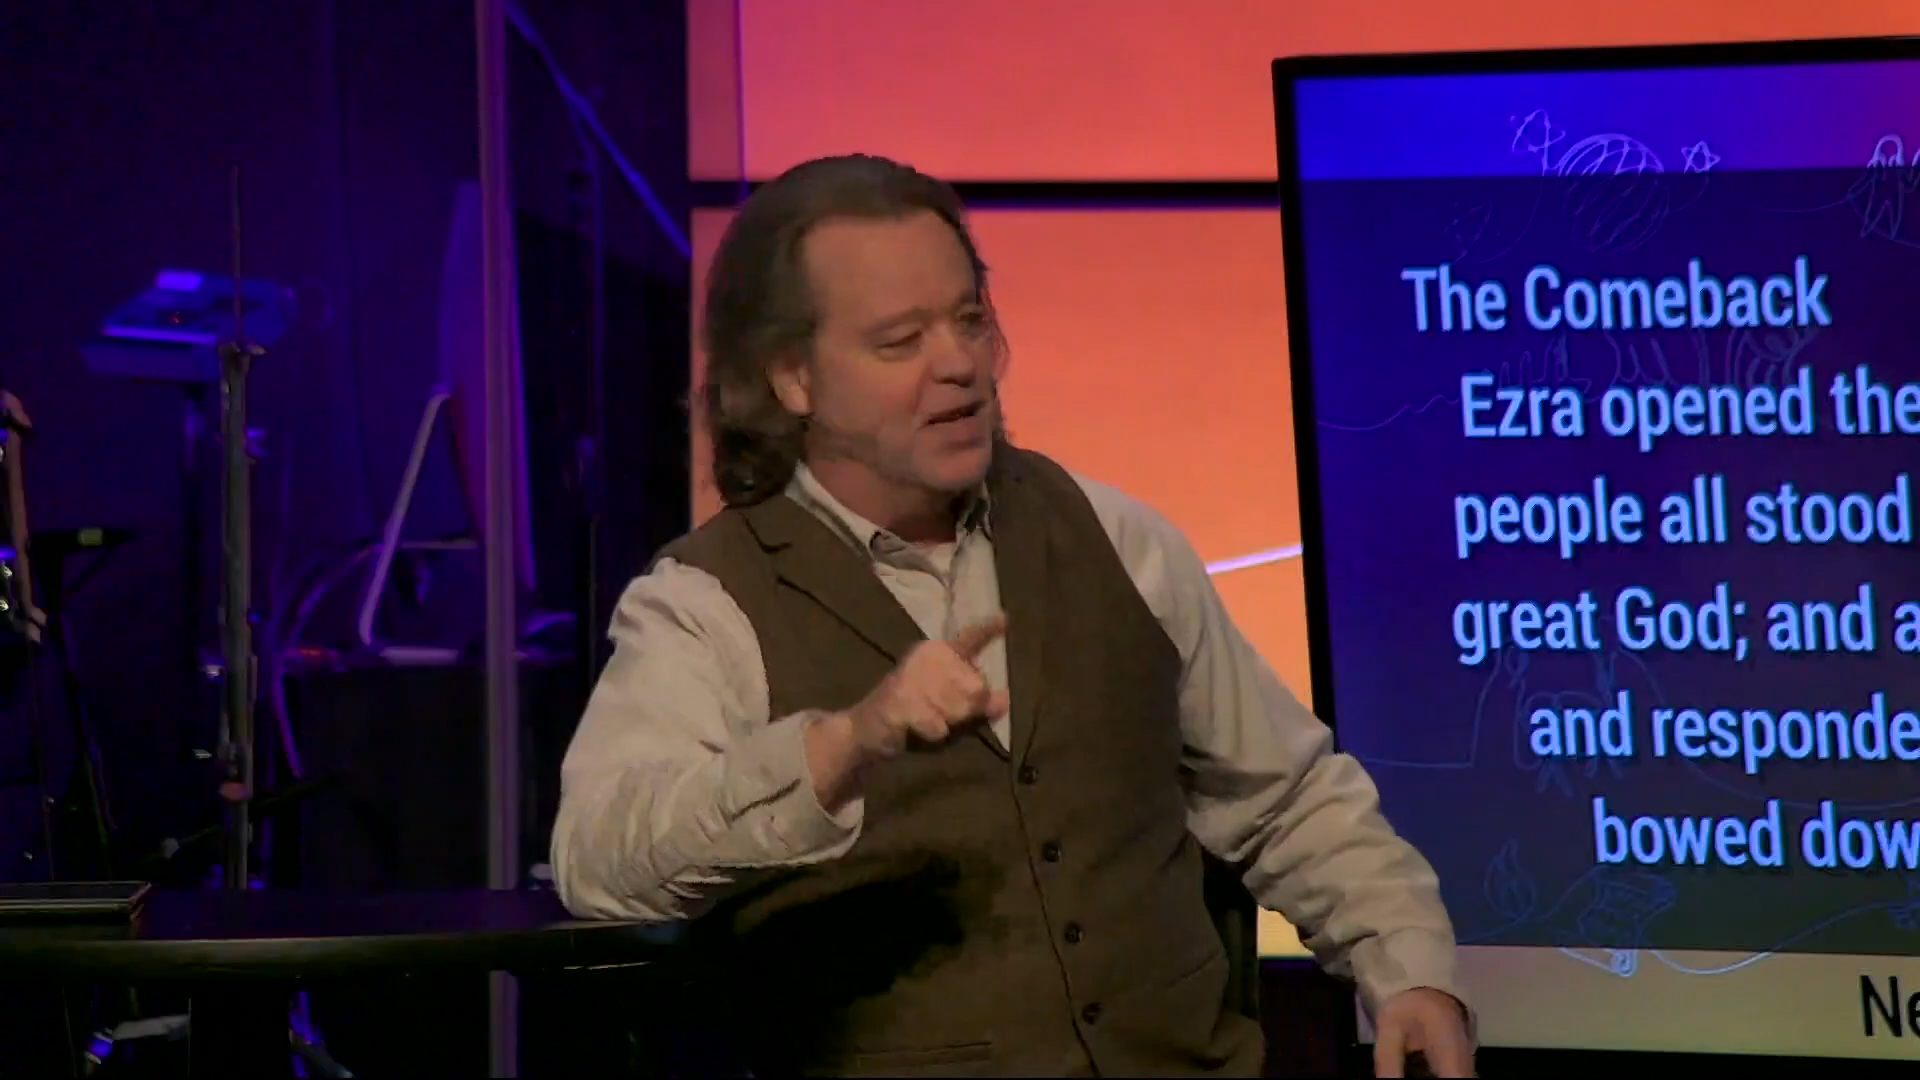 The Comeback
Ezra opened the
people all stood
great God; and a
and responde
bowed dow
Ne